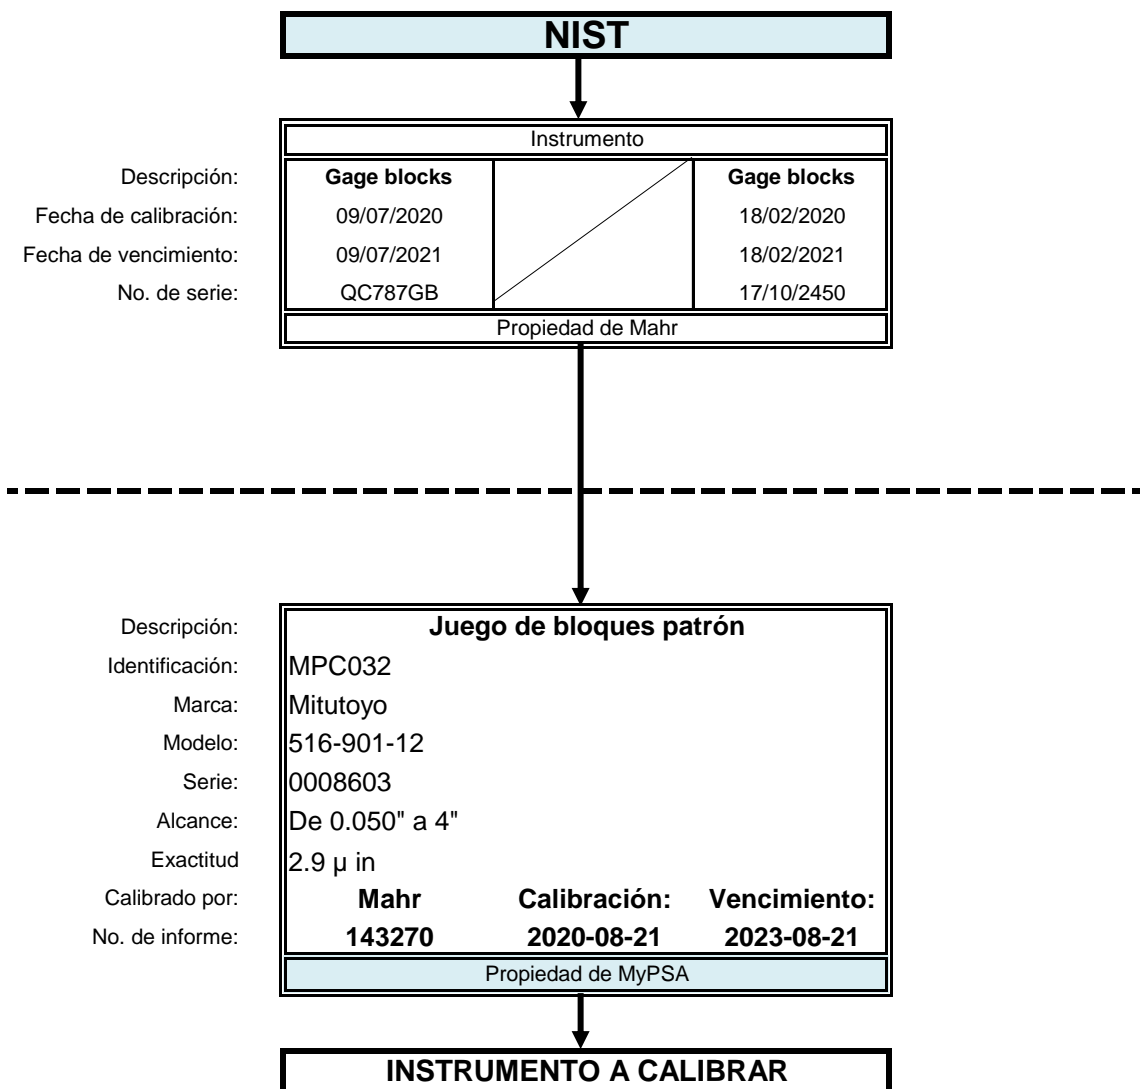 NIST
Instrumento
Descripción: Gage blocks Gage blocks
Fecha de calibración: 09/07/2020 18/02/2020
Fecha de vencimiento: 09/07/2021 18/02/2021
No. de serie: QC787GB 17/10/2450
Propiedad de Mahr
Descripción: Juego de bloques patrón
Identificación: MPC032
Marca: Mitutoyo
Modelo: 516-901-12
Serie: 0008603
Alcance: De 0.050" a 4"
Exactitud 2.9 µ in
Calibrado por: Mahr Calibración: Vencimiento:
No. de informe: 143270 2020-08-21 2023-08-21
Propiedad de MyPSA
INSTRUMENTO A CALIBRAR